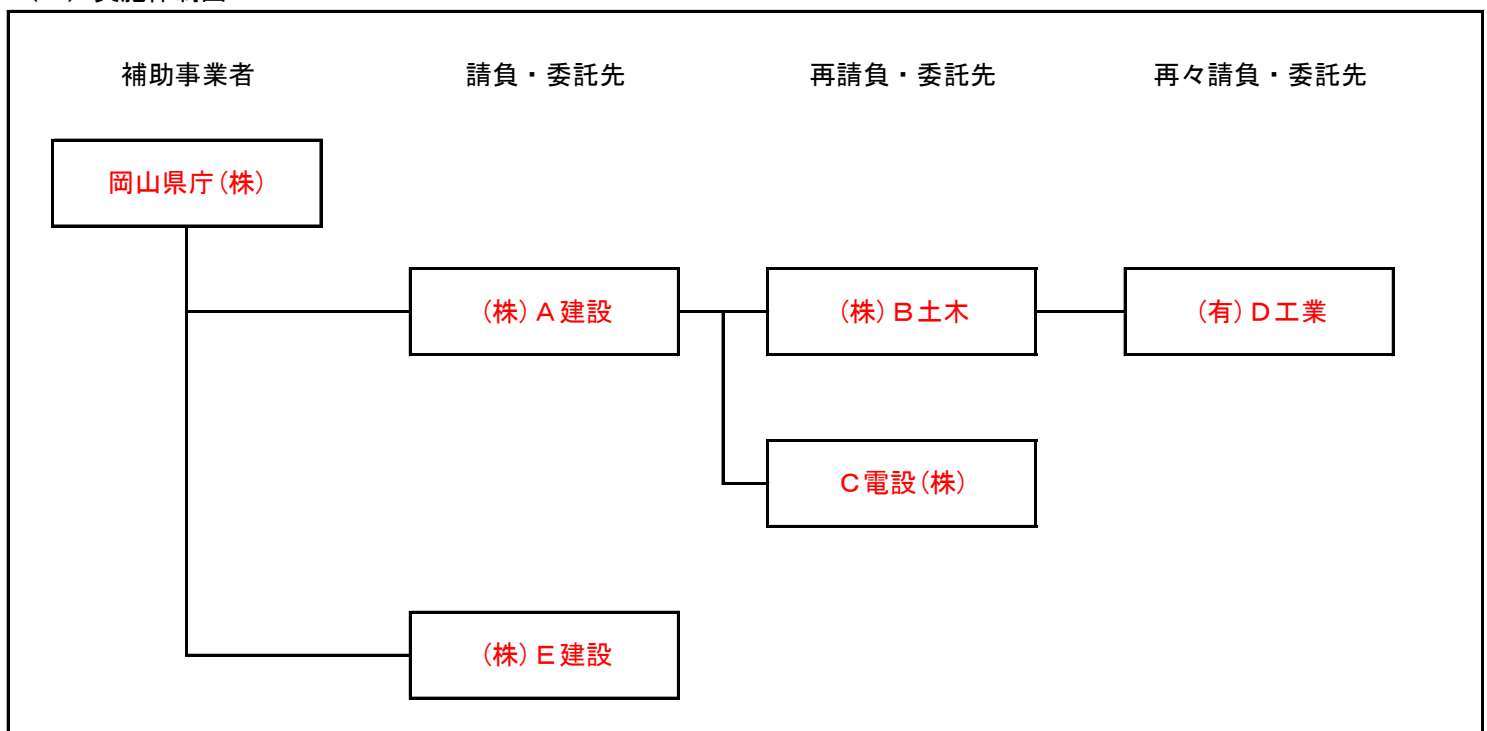 補助事業者 請負・委託先 再請負・委託先 再々請負・委託先
岡山県庁(株)
(株)A建設 (株)B土木 (有)D工業
C電設(株)
(株)E建設